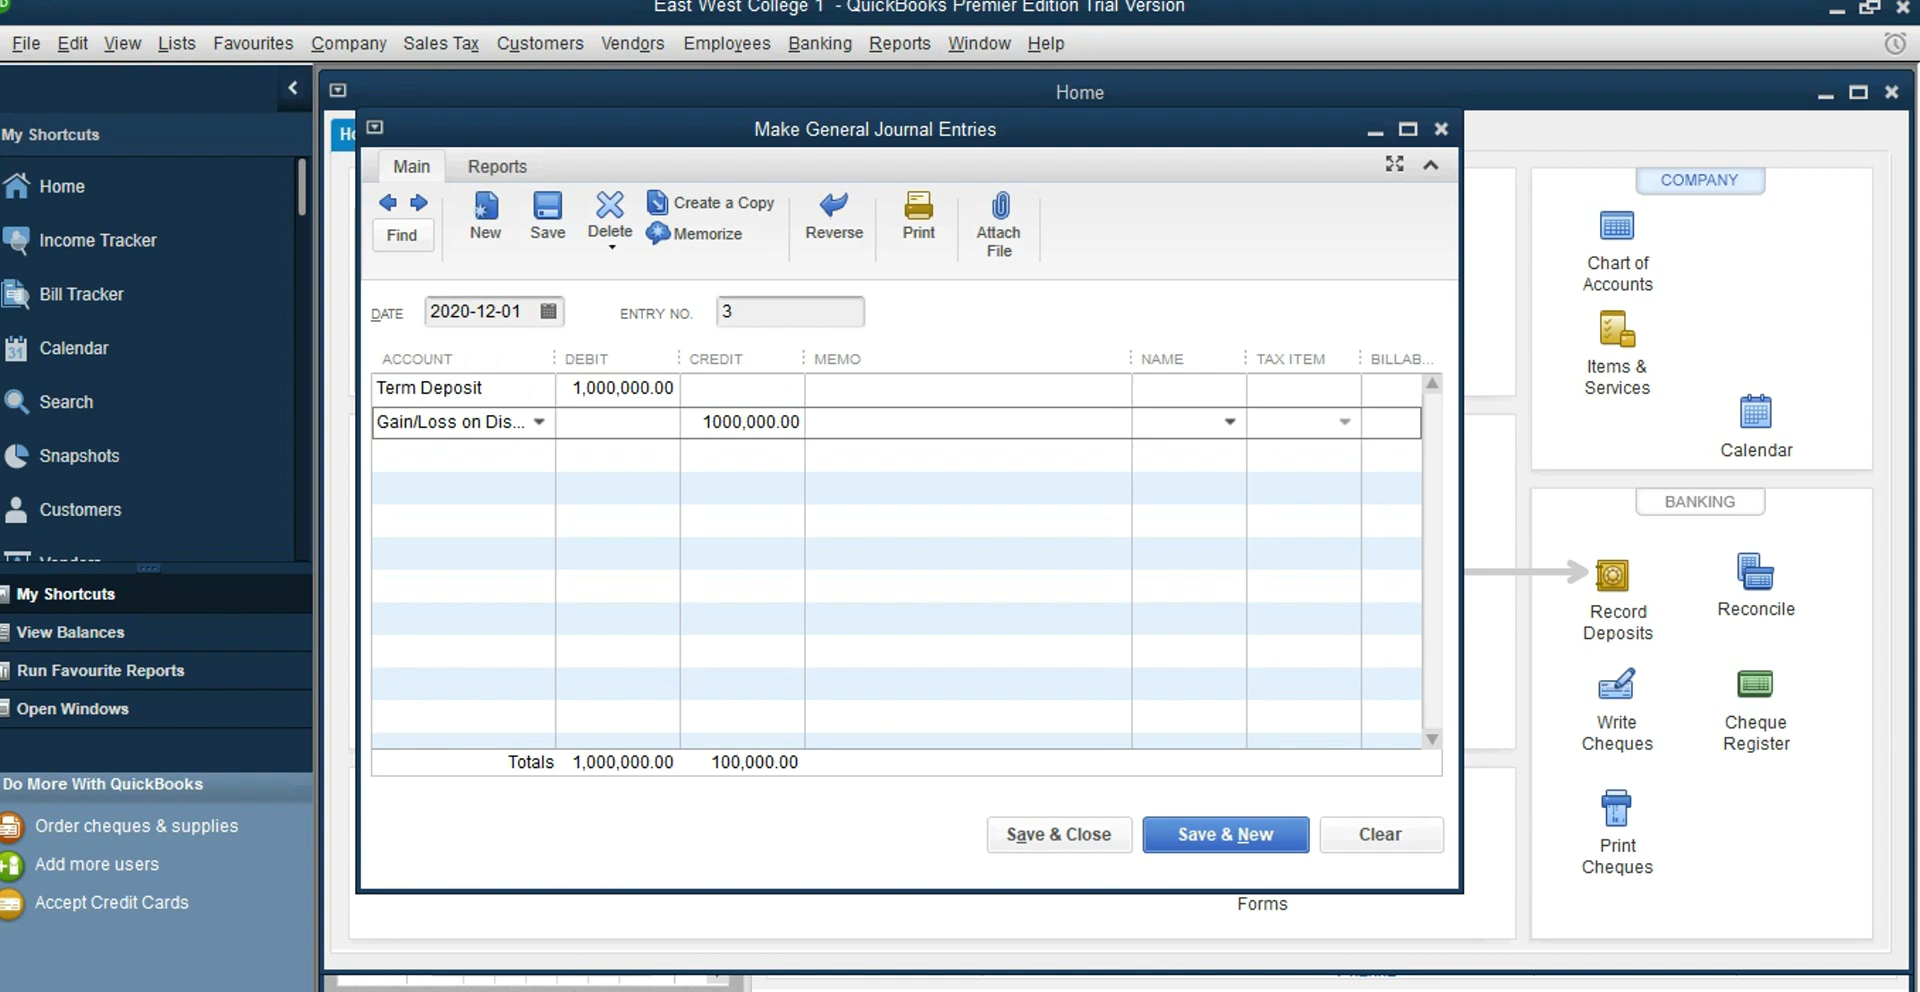 East West College 1 - QuickBooks Premier Edition Trial Version
File Edit View Lists Favourites Company Sales Tax Customers Vendors Employees Banking Reports Window Help
Home
My Shortcuts
Home
Income Tracker
Bill Tracker
31 Calendar
Search
Snapshots
Customers
My Shortcuts
View Balances
Run Favourite Reports
Open Windows
Do More With QuickBooks
Order cheques & supplies
Add more users
Accept Credit Cards
Make General Journal Entries
Main Reports
Find
New
Save
Delete
Create a Copy
Memorize
Reverse
Print
Attach
File
DATE 2020-12-01 ENTRY NO. 3
ACCOUNT DEBIT CREDIT MEMO NAME TAX ITEM BILLAB...
Term Deposit 1,000,000.00
Gain/Loss on Dis... 1000,000.00
Totals 1,000,000.00 100,000.00
Save & Close Save & New Clear
Forms
COMPANY
Chart of
Accounts
Items &
Services
Calendar
BANKING
Record
Deposits
Reconcile
Write
Cheques
Cheque
Register
Print
Cheques